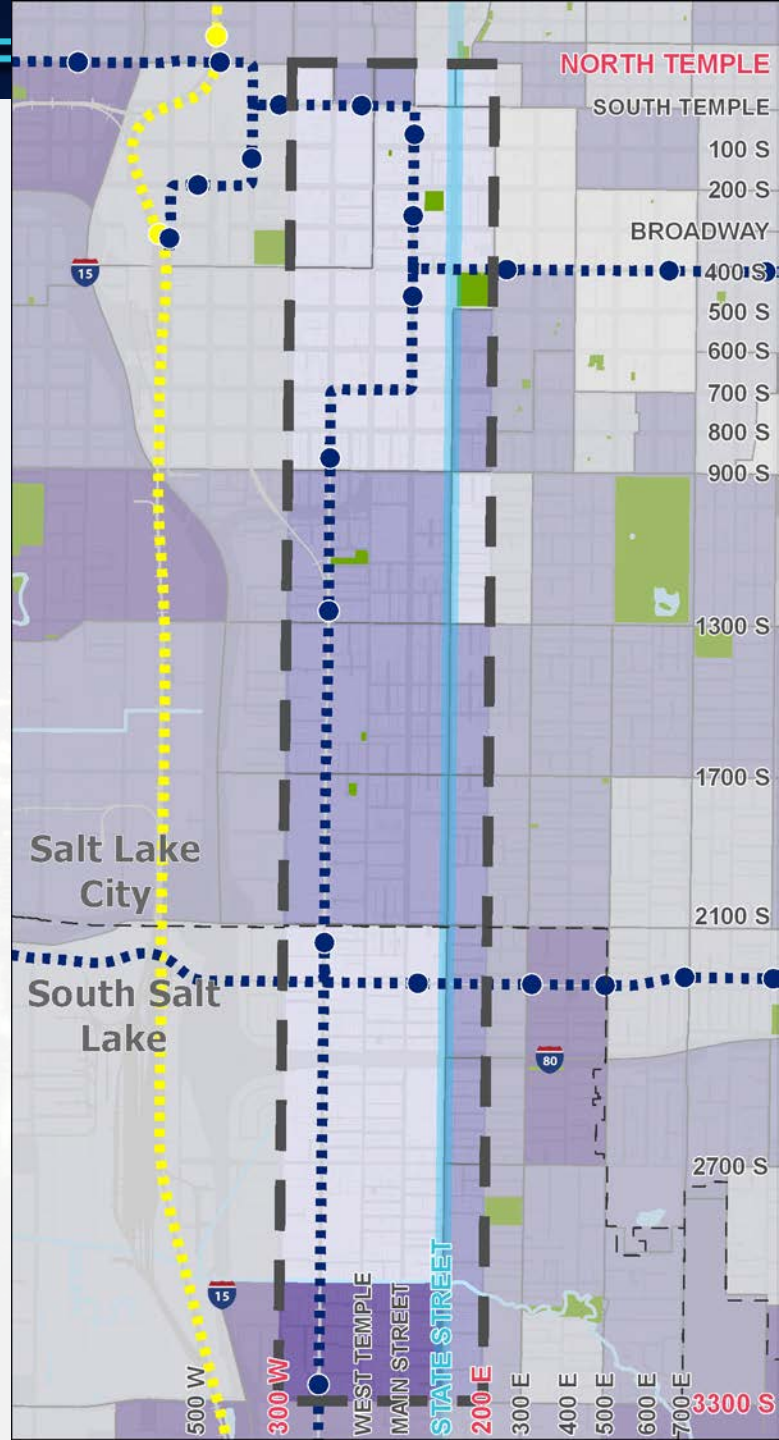 NORTH TEMPLE
SOUTH TEMPLE
100 S
200 S
BROADWAY
15
400 S
500 S
600 S
700 S
800 S
900 S
1300 S
1700 S
Salt Lake
City
2100 S
South Salt
Lake
80
2700 S
15
500 W
300 W
WEST TEMPLE
MAIN STREET
STATE STREET
200 E
300 E
400 E
500 E
600 E
700 E
3300 S